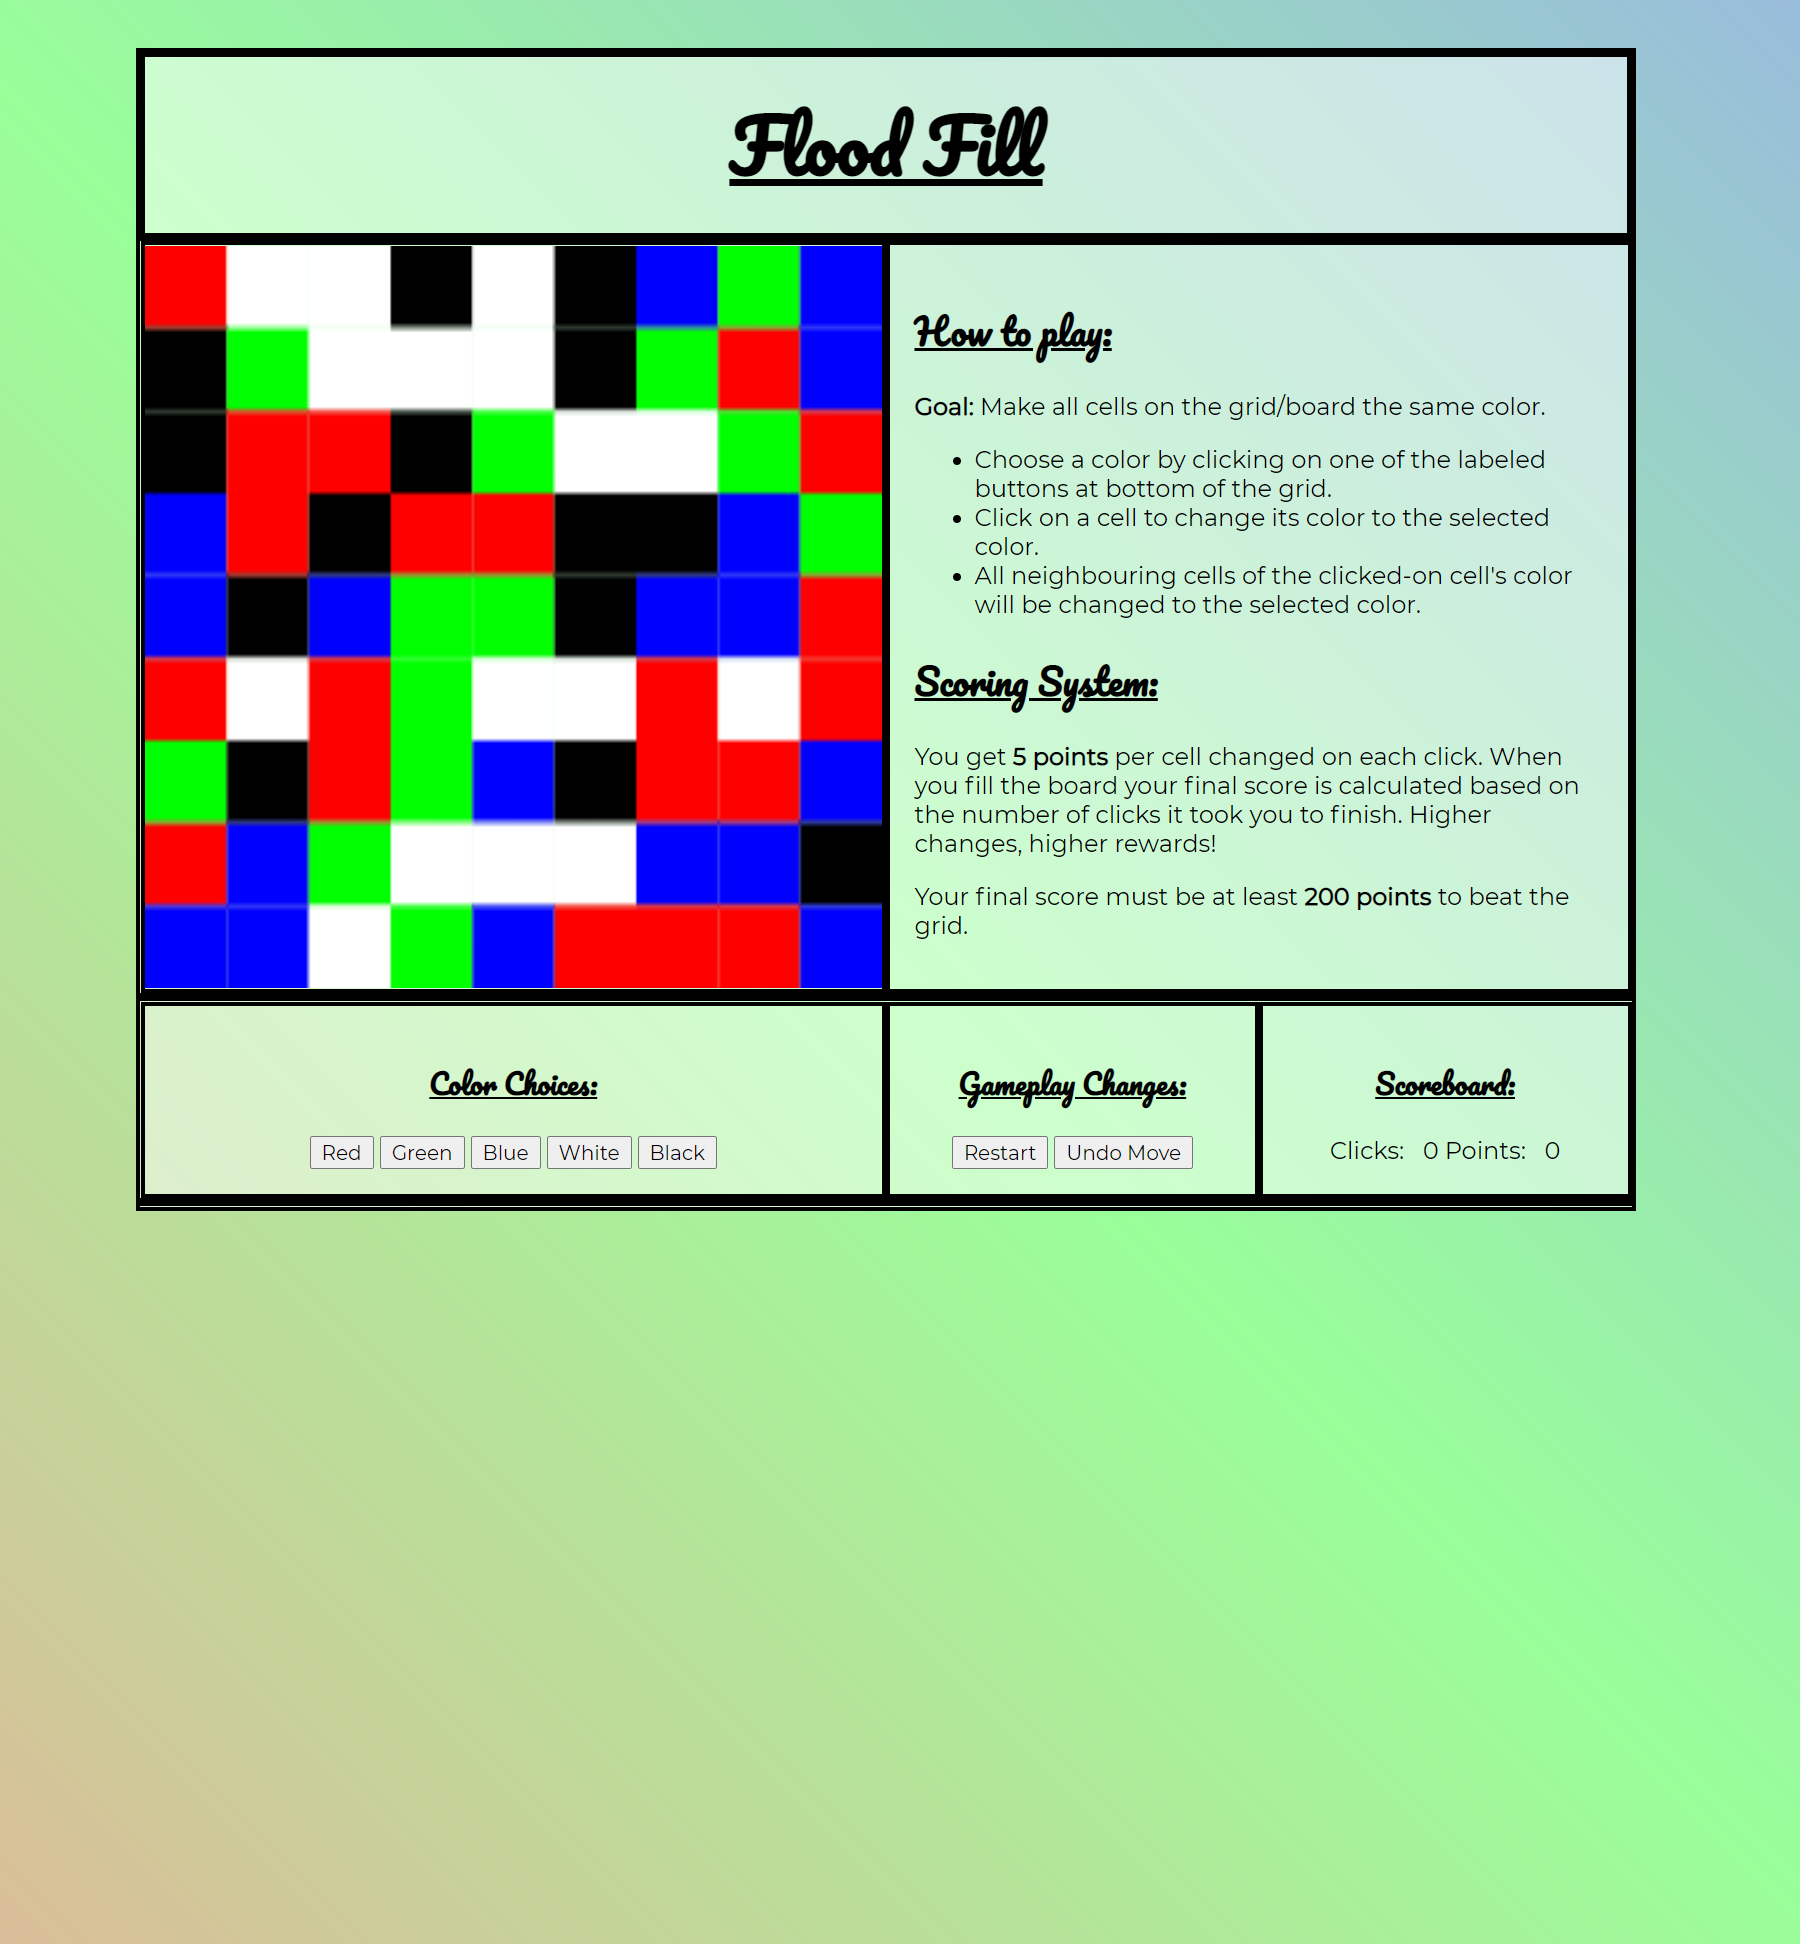 Flood Fill
How to play:
Goal: Make all cells on the grid/board the same color.
• Choose a color by clicking on one of the labeled
buttons at bottom of the grid.
• Click on a cell to change its color to the selected
color.
• All neighbouring cells of the clicked-on cell's color
will be changed to the selected color.
Scoring System:
You get 5 points per cell changed on each click. When
you fill the board your final score is calculated based on
the number of clicks it took you to finish. Higher
changes, higher rewards!
Your final score must be at least 200 points to beat the
grid.
Color Choices:
Red Green Blue White Black
Gameplay Changes:
Restart Undo Move
Scoreboard:
Clicks: 0 Points: 0